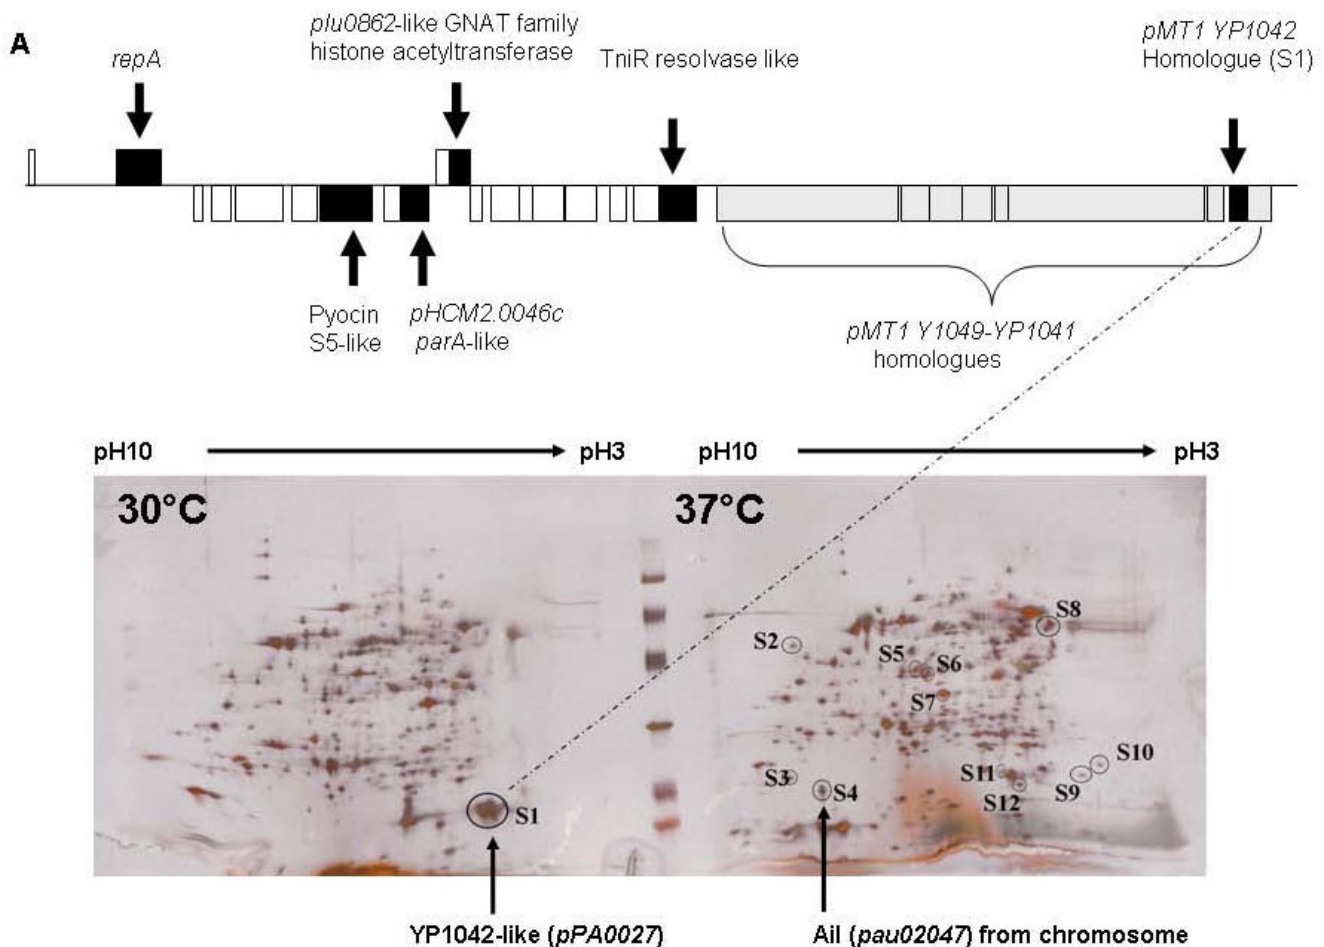 A
repA
plu0862-like GNAT family
histone acetyltransferase
TniR resolvase like
pMT1 YP1042
Homologue (S1)
Pyocin
S5-like
pHCM2.0046c
parA-like
pMT1 Y1049-YP1041
homologues
pH10
pH3
pH10
pH3
30°C
37°C
S8
S2
S5
S6
S7
S10
S3
S11
S4
S9
S12
S1
YP1042-like (pPA0027)
Ail (pau02047) from chromosome